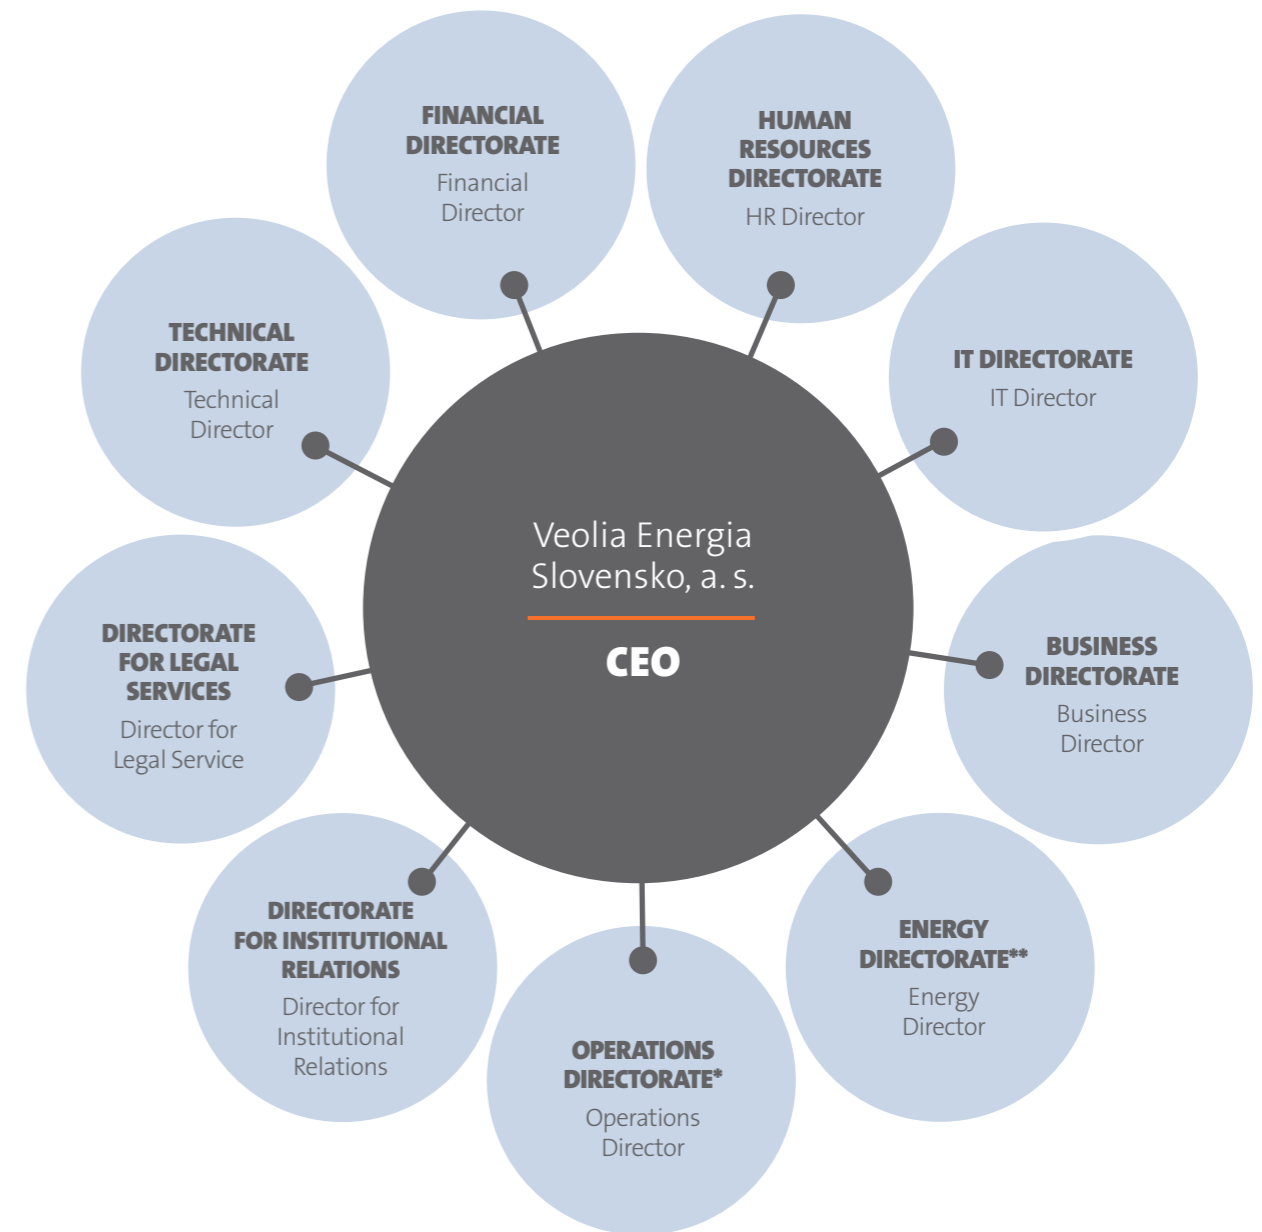 FINANCIAL
DIRECTORATE
Financial
Director
HUMAN
RESOURCES
DIRECTORATE
HR Director
TECHNICAL
DIRECTORATE
Technical
Director
IT DIRECTORATE
IT Director
Veolia Energia
Slovensko, a. s.
CEO
DIRECTORATE
FOR LEGAL
SERVICES
Director for
Legal Service
BUSINESS
DIRECTORATE
Business
Director
DIRECTORATE
FOR INSTITUTIONAL
RELATIONS
Director for
Institutional
Relations
ENERGY
DIRECTORATE**
Energy
Director
OPERATIONS
DIRECTORATE*
Operations
Director